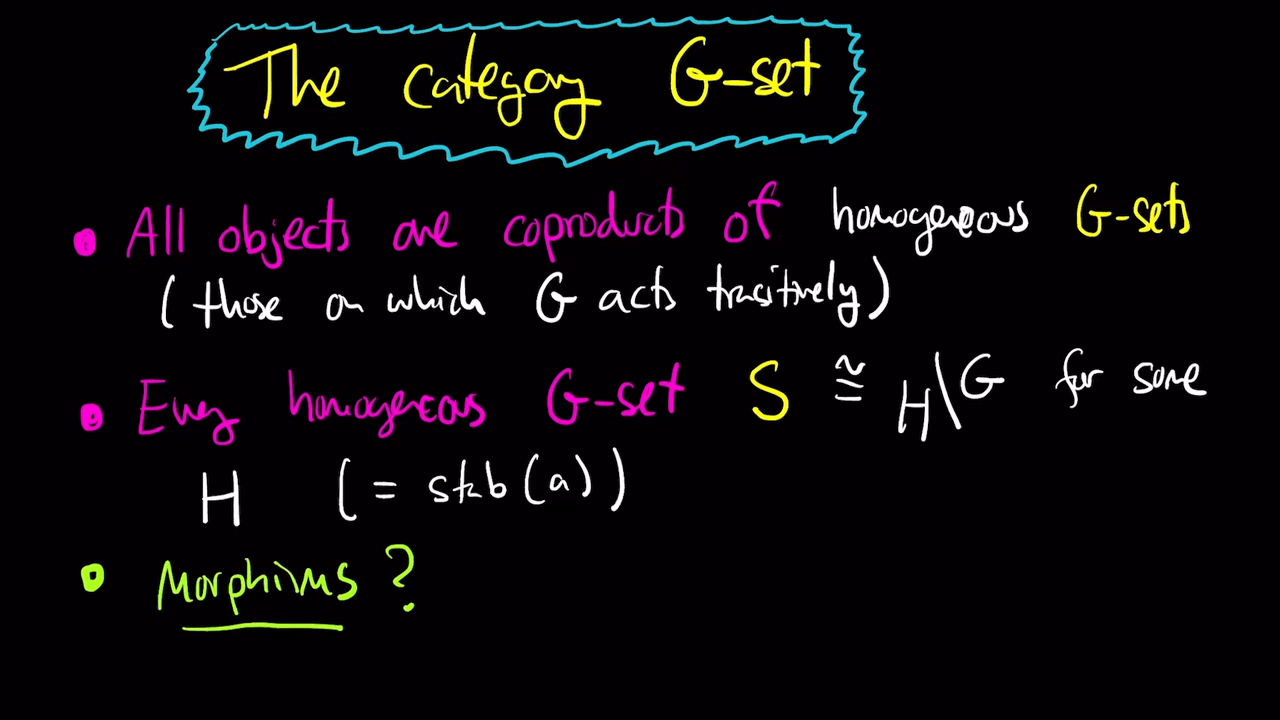 The category G-set
• All objects are coproducts of homogeneous G-sets
(those on which G acts trasitively)
• Every homogeneous G-set S ≅ H\G for some
H (= stab(a))
• Morphisms?